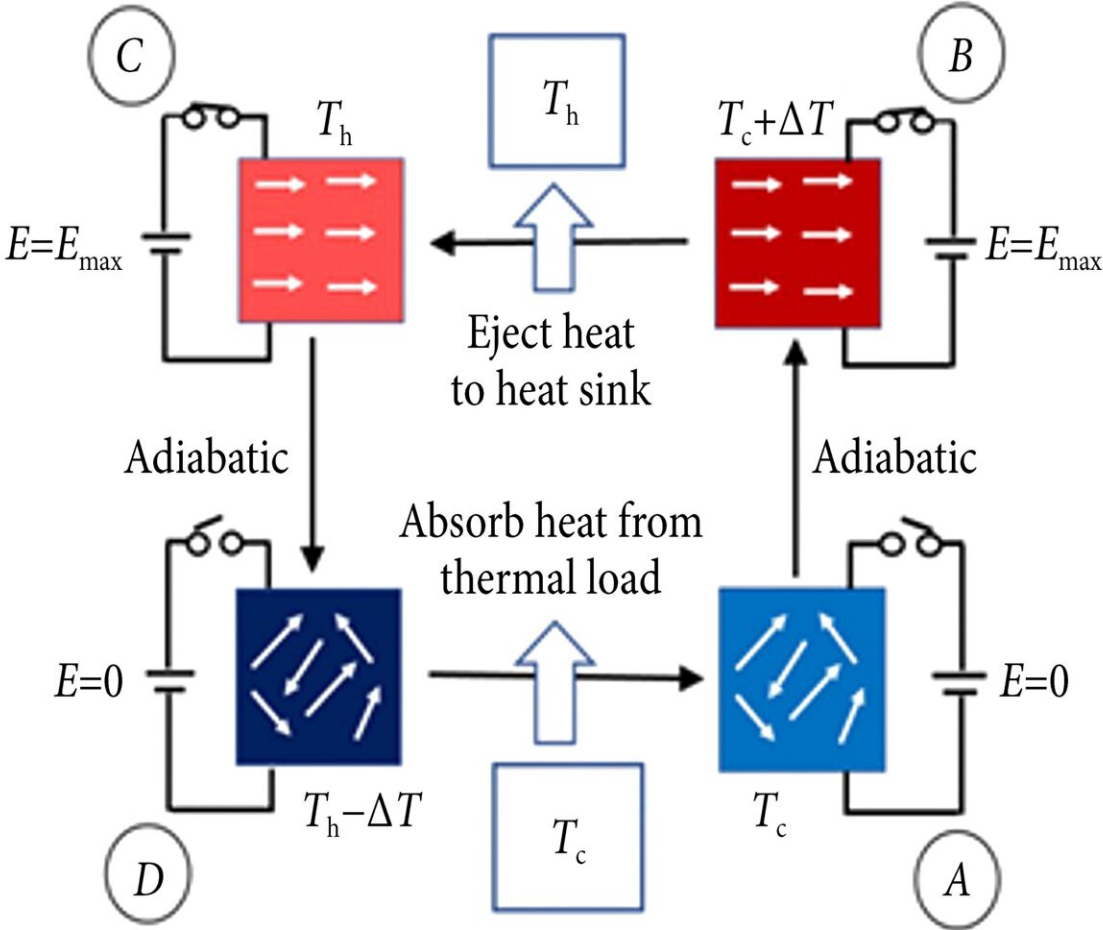 C
B
T_h
T_h
T_c+ΔT
E=E_max
E=E_max
Eject heat
to heat sink
Adiabatic
Adiabatic
Absorb heat from
thermal load
E=0
E=0
T_h−ΔT
T_c
T_c
D
A